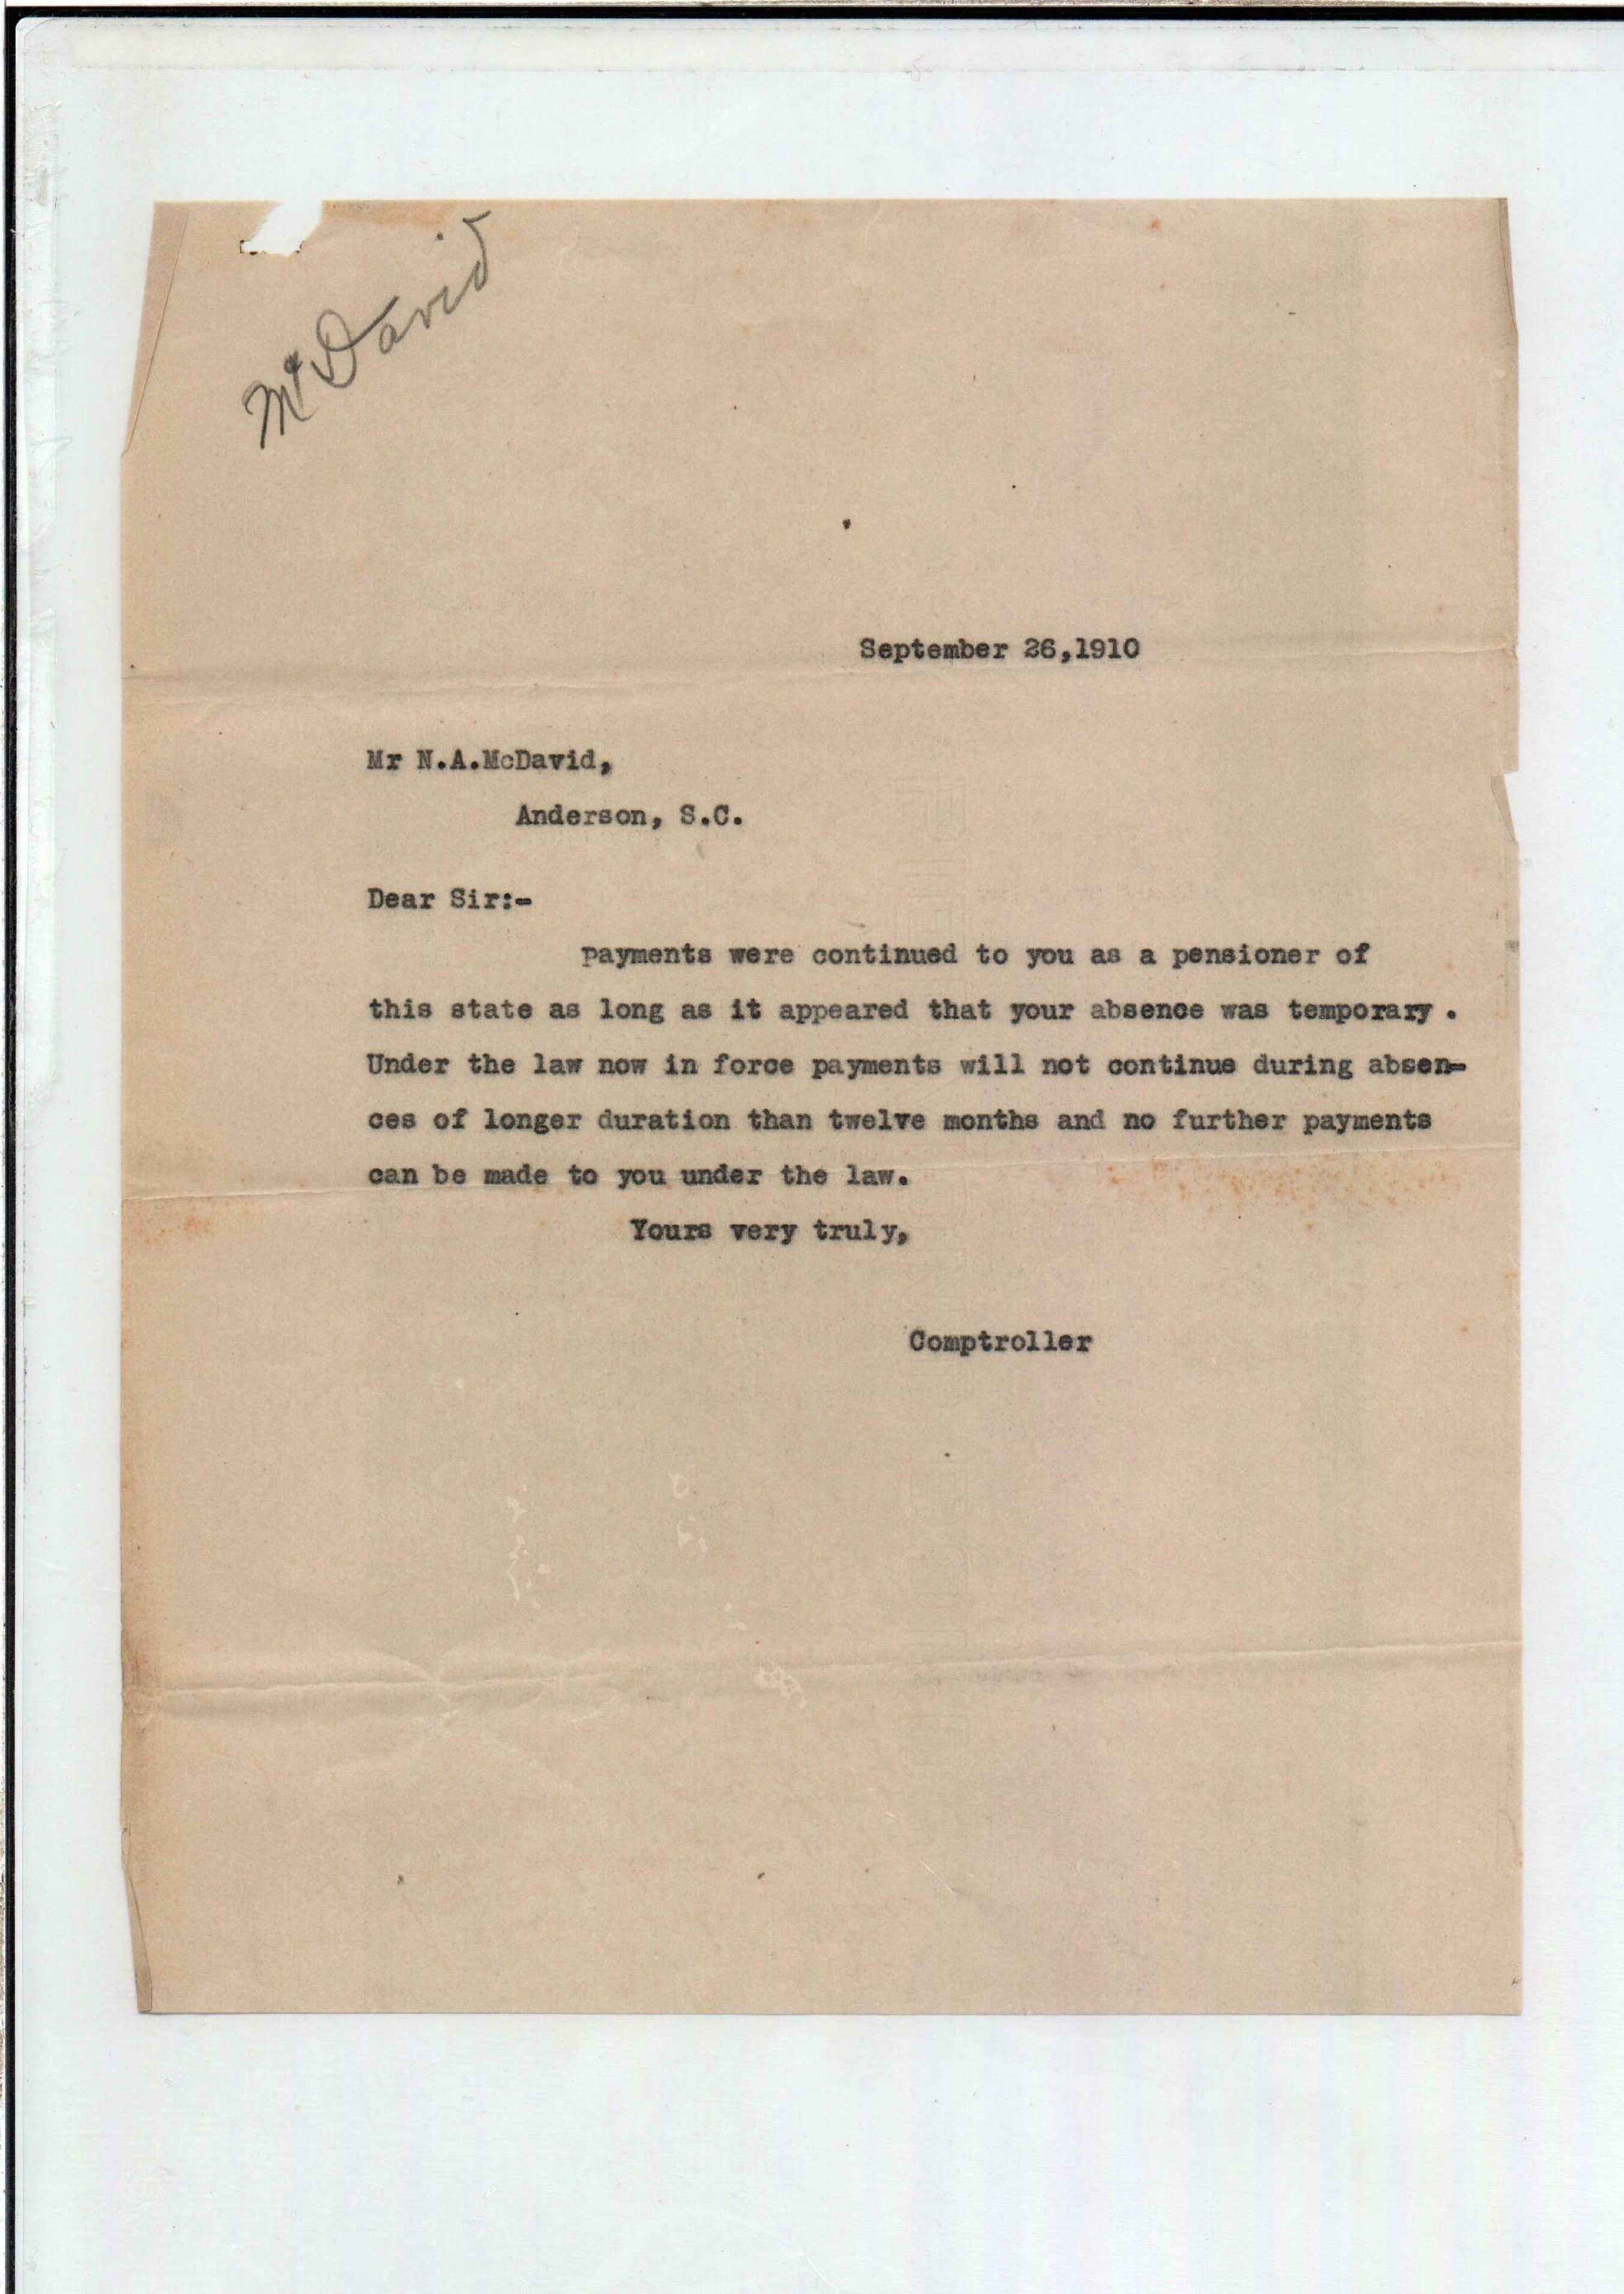 McDavid
September 26,1910
Mr N.A.McDavid,
Anderson, S.C.
Dear Sir:-
Payments were continued to you as a pensioner of
this state as long as it appeared that your absence was temporary.
Under the law now in force payments will not continue during absen-
ces of longer duration than twelve months and no further payments
can be made to you under the law.
Yours very truly,
Comptroller